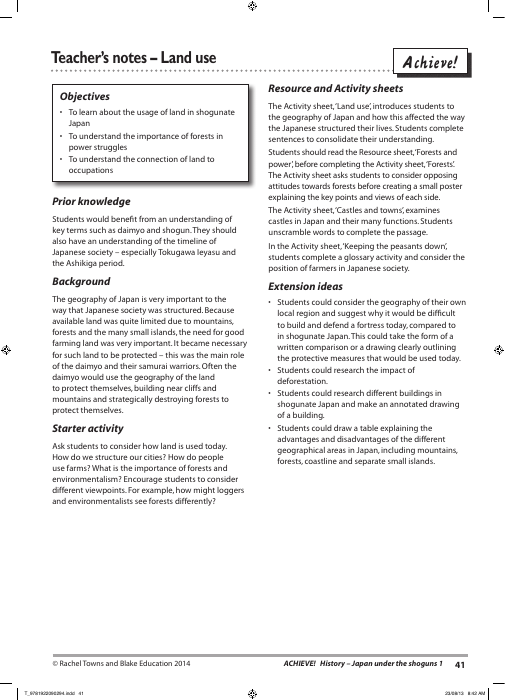 Teacher's notes – Land use
Achieve!
Objectives
• To learn about the usage of land in shogunate
Japan
• To understand the importance of forests in
power struggles
• To understand the connection of land to
occupations
Prior knowledge
Students would benefit from an understanding of
key terms such as daimyo and shogun. They should
also have an understanding of the timeline of
Japanese society – especially Tokugawa Ieyasu and
the Ashikiga period.
Background
The geography of Japan is very important to the
way that Japanese society was structured. Because
available land was quite limited due to mountains,
forests and the many small islands, the need for good
farming land was very important. It became necessary
for such land to be protected – this was the main role
of the daimyo and their samurai warriors. Often the
daimyo would use the geography of the land
to protect themselves, building near cliffs and
mountains and strategically destroying forests to
protect themselves.
Starter activity
Ask students to consider how land is used today.
How do we structure our cities? How do people
use farms? What is the importance of forests and
environmentalism? Encourage students to consider
different viewpoints. For example, how might loggers
and environmentalists see forests differently?
Resource and Activity sheets
The Activity sheet, 'Land use', introduces students to
the geography of Japan and how this affected the way
the Japanese structured their lives. Students complete
sentences to consolidate their understanding.
Students should read the Resource sheet, 'Forests and
power', before completing the Activity sheet, 'Forests'.
The Activity sheet asks students to consider opposing
attitudes towards forests before creating a small poster
explaining the key points and views of each side.
The Activity sheet, 'Castles and towns', examines
castles in Japan and their many functions. Students
unscramble words to complete the passage.
In the Activity sheet, 'Keeping the peasants down',
students complete a glossary activity and consider the
position of farmers in Japanese society.
Extension ideas
• Students could consider the geography of their own
local region and suggest why it would be difficult
to build and defend a fortress today, compared to
in shogunate Japan. This could take the form of a
written comparison or a drawing clearly outlining
the protective measures that would be used today.
• Students could research the impact of
deforestation.
• Students could research different buildings in
shogunate Japan and make an annotated drawing
of a building.
• Students could draw a table explaining the
advantages and disadvantages of the different
geographical areas in Japan, including mountains,
forests, coastline and separate small islands.
© Rachel Towns and Blake Education 2014
ACHIEVE! History – Japan under the shoguns 1 41
T_9781922090294.indd 41
23/08/13 8:42 AM